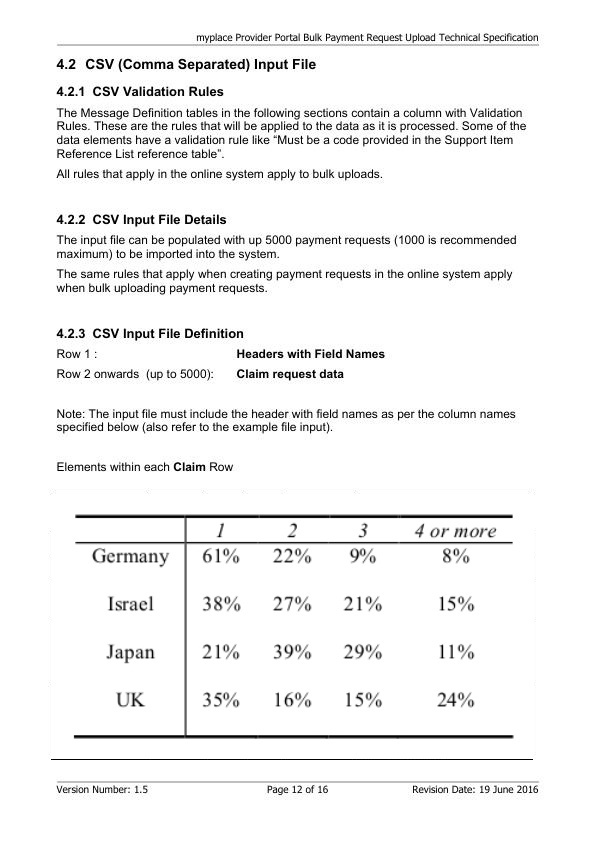 myplace Provider Portal Bulk Payment Request Upload Technical Specification
4.2 CSV (Comma Separated) Input File
4.2.1 CSV Validation Rules
The Message Definition tables in the following sections contain a column with Validation
Rules. These are the rules that will be applied to the data as it is processed. Some of the
data elements have a validation rule like “Must be a code provided in the Support Item
Reference List reference table”.
All rules that apply in the online system apply to bulk uploads.
4.2.2 CSV Input File Details
The input file can be populated with up 5000 payment requests (1000 is recommended
maximum) to be imported into the system.
The same rules that apply when creating payment requests in the online system apply
when bulk uploading payment requests.
4.2.3 CSV Input File Definition
Row 1 : Headers with Field Names
Row 2 onwards (up to 5000): Claim request data
Note: The input file must include the header with field names as per the column names
specified below (also refer to the example file input).
Elements within each Claim Row
1 2 3 4 or more
Germany 61% 22% 9% 8%
Israel 38% 27% 21% 15%
Japan 21% 39% 29% 11%
UK 35% 16% 15% 24%
Version Number: 1.5 Page 12 of 16 Revision Date: 19 June 2016